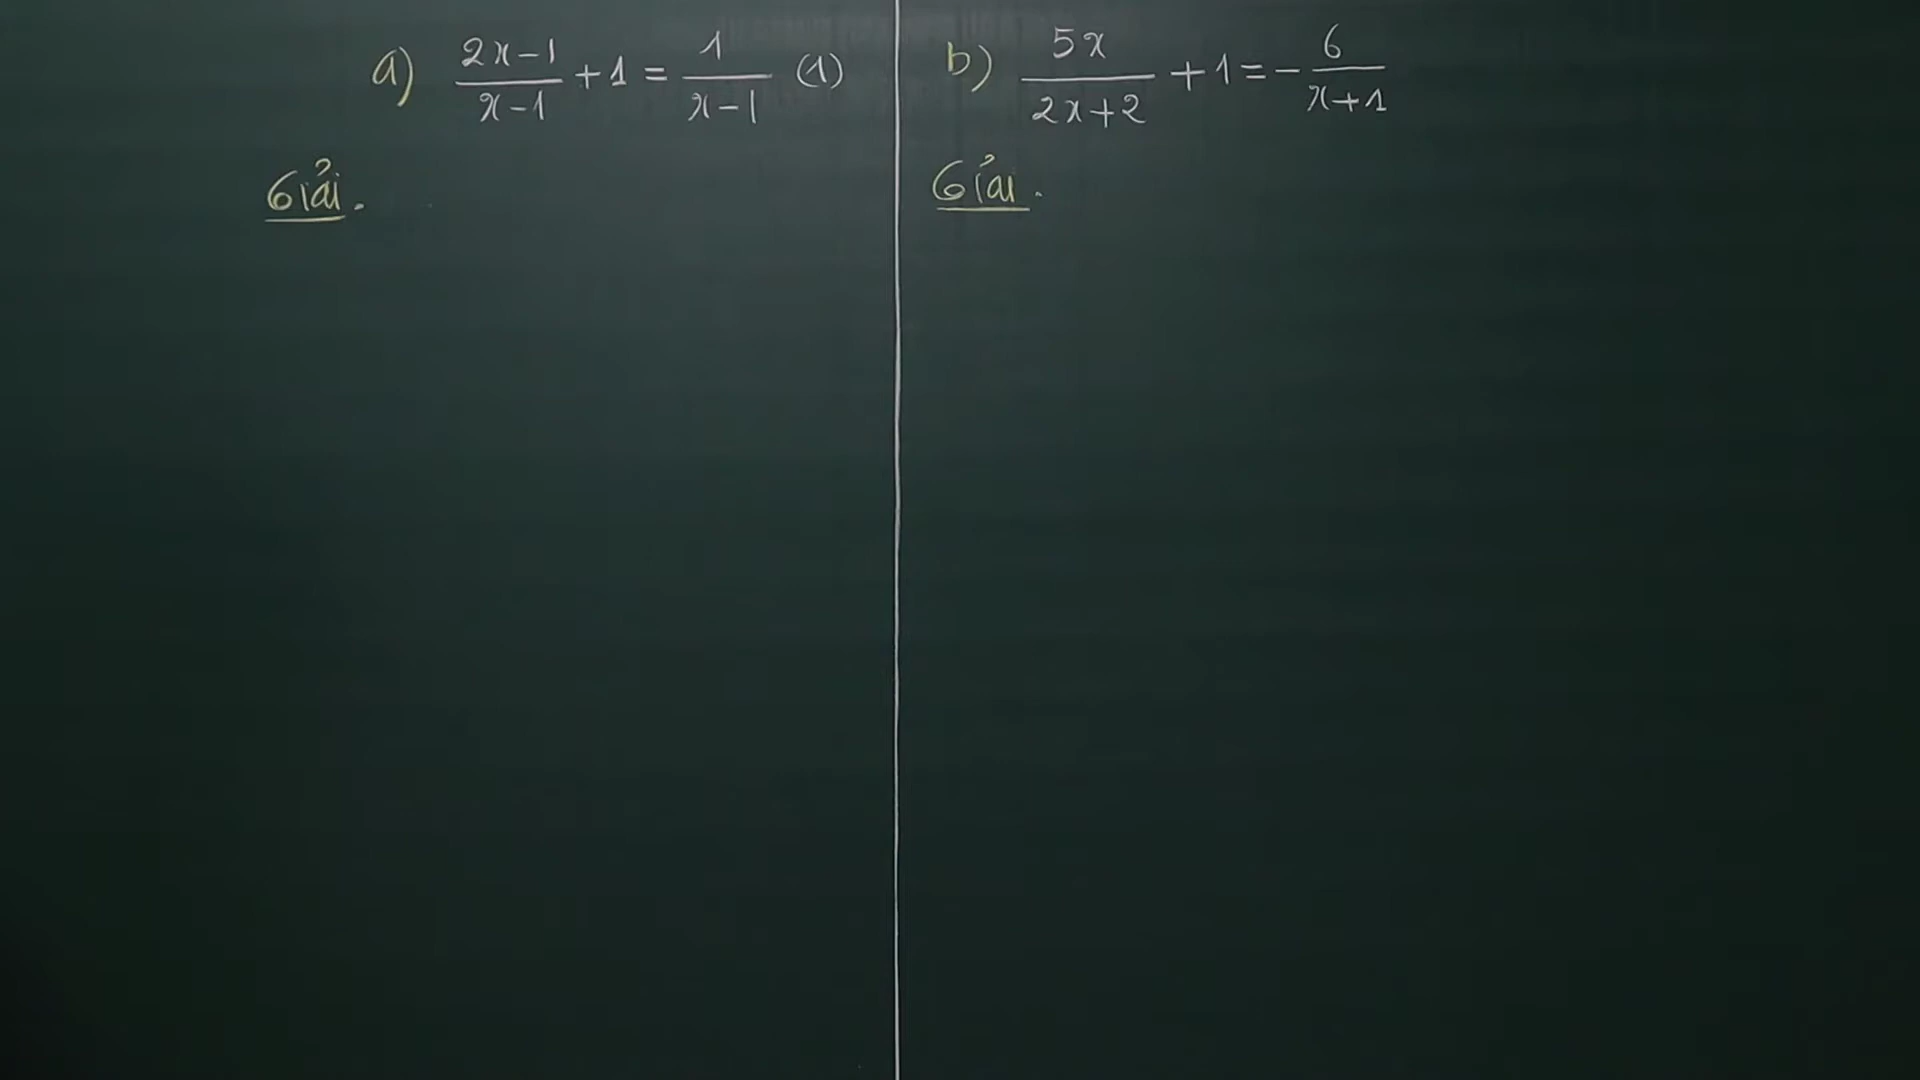 a) (2x-1)/(x-1) + 1 = 1/(x-1) (1)
Giải.
b) 5x/(2x+2) + 1 = - 6/(x+1)
Giải.